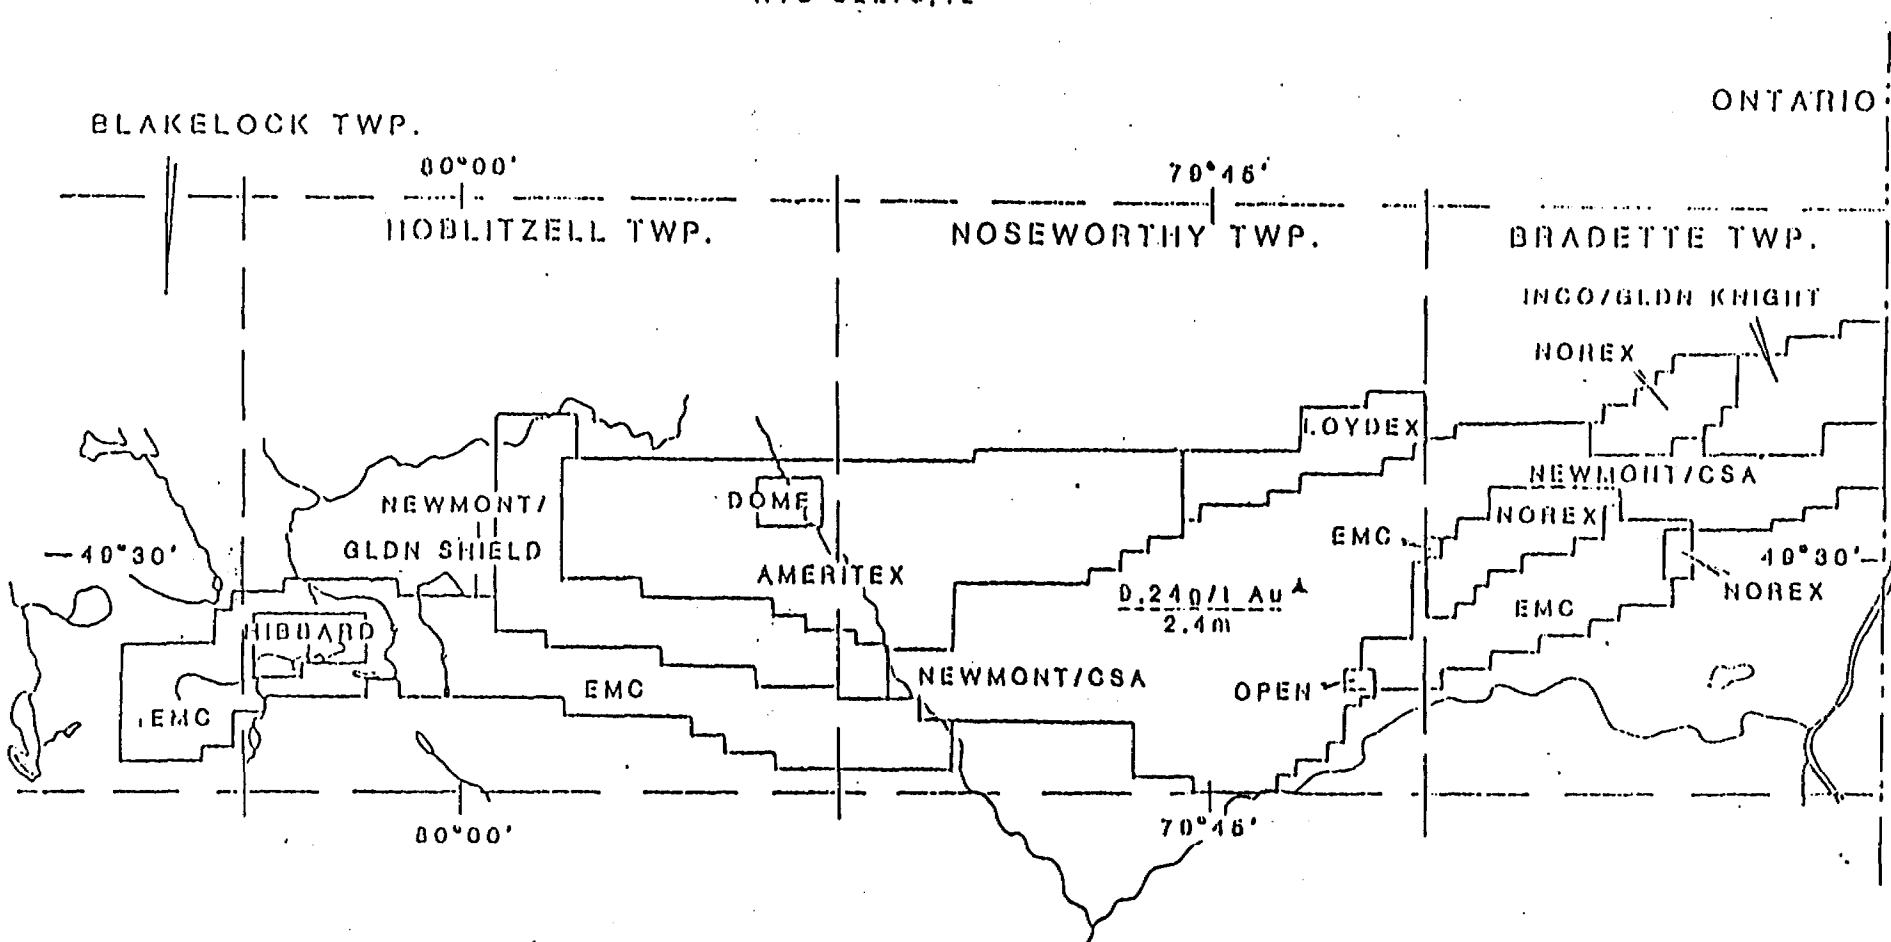 ONTARIO
BLAKELOCK TWP.
80°00'
79°45'
HOBLITZELL TWP.
NOSEWORTHY TWP.
BRADETTE TWP.
INCO/GLDN KNIGHT
NOREX
LOYDEX
NEWMONT/CSA
NEWMONT/
DOME
NOREX
EMC
GLDN SHIELD
49°30'
49°30'
AMERITEX
0.24g/t Au
2.4m
NOREX
EMC
HIBBARD
NEWMONT/CSA
EMC
OPEN
EMC
80°00'
79°45'